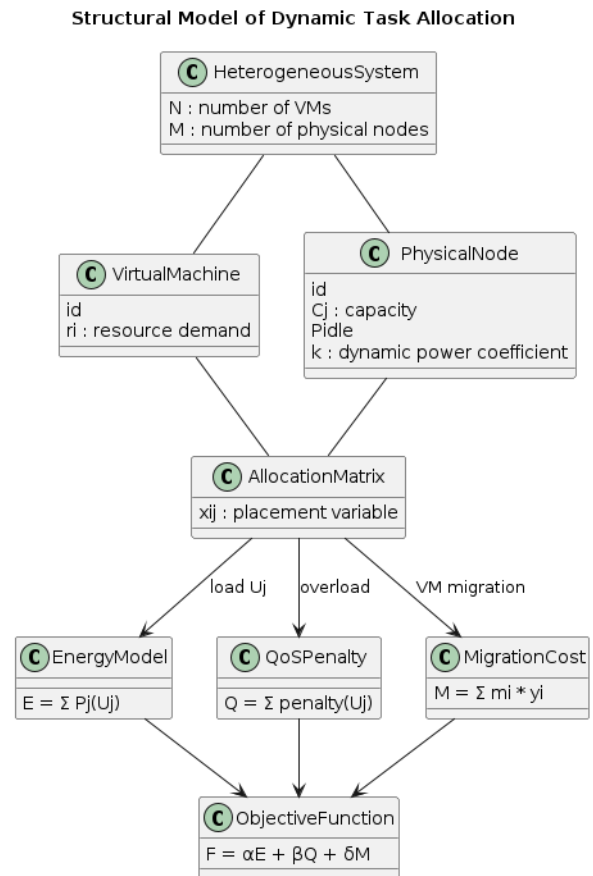 Structural Model of Dynamic Task Allocation
C HeterogeneousSystem
N : number of VMs
M : number of physical nodes
C VirtualMachine
id
ri : resource demand
C PhysicalNode
id
Cj : capacity
Pidle
k : dynamic power coefficient
C AllocationMatrix
xij : placement variable
load Uj
overload
VM migration
C EnergyModel
E = Σ Pj(Uj)
C QoSPenalty
Q = Σ penalty(Uj)
C MigrationCost
M = Σ mi * yi
C ObjectiveFunction
F = αE + βQ + δM